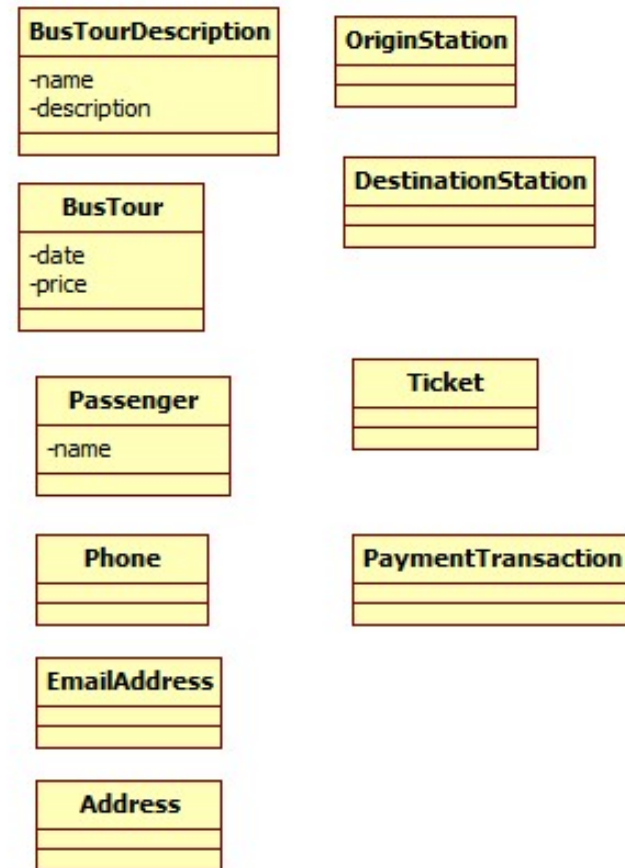 BusTourDescription
-name
-description
OriginStation
DestinationStation
BusTour
-date
-price
Passenger
-name
Ticket
Phone
PaymentTransaction
EmailAddress
Address